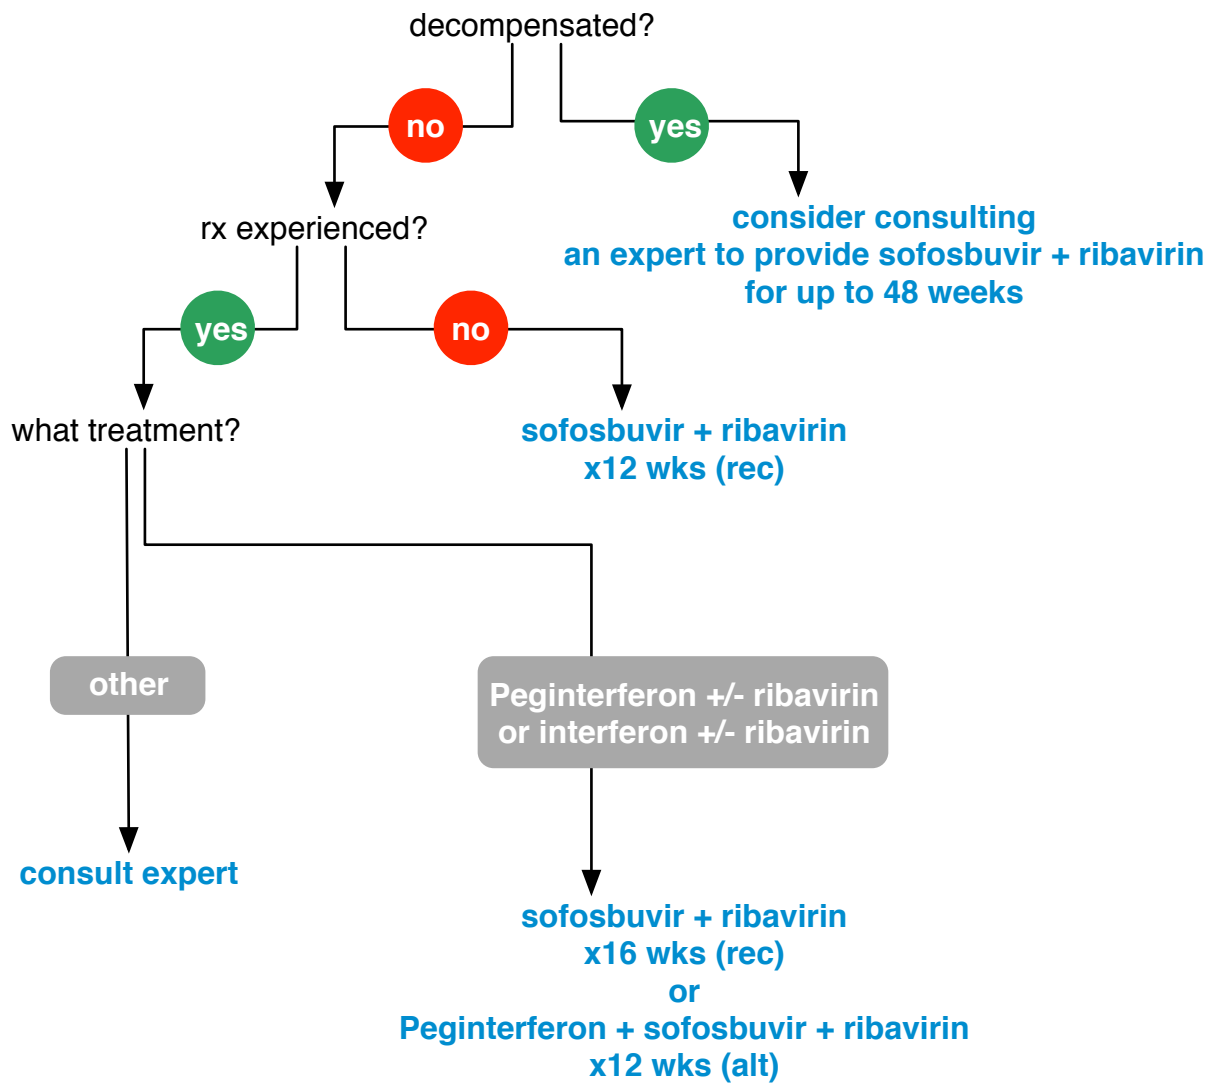 decompensated?
no
yes
rx experienced?
consider consulting
an expert to provide sofosbuvir + ribavirin
for up to 48 weeks
yes
no
what treatment?
sofosbuvir + ribavirin
x12 wks (rec)
other
Peginterferon +/- ribavirin
or interferon +/- ribavirin
consult expert
sofosbuvir + ribavirin
x16 wks (rec)
or
Peginterferon + sofosbuvir + ribavirin
x12 wks (alt)